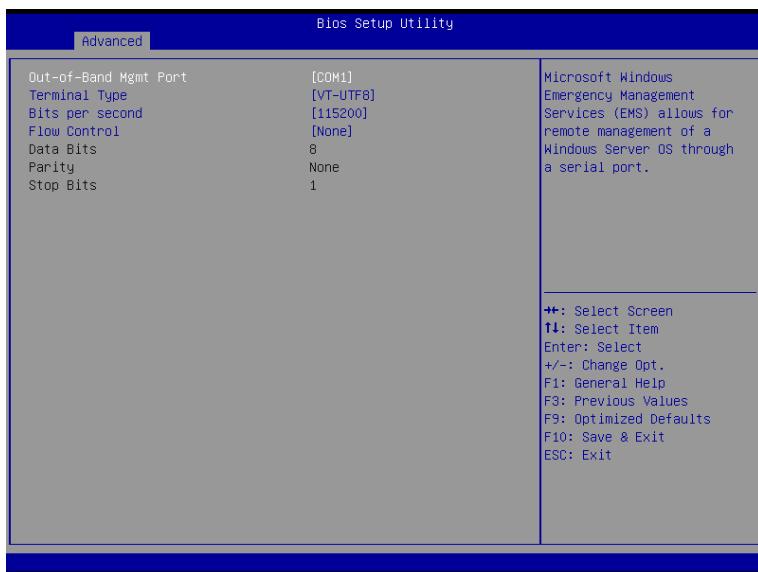 Bios Setup Utility
Advanced
Out-of-Band Mgmt Port [COM1]
Terminal Type [VT-UTF8]
Bits per second [115200]
Flow Control [None]
Data Bits 8
Parity None
Stop Bits 1
Microsoft Windows
Emergency Management
Services (EMS) allows for
remote management of a
Windows Server OS through
a serial port.
→←: Select Screen
↑↓: Select Item
Enter: Select
+/-: Change Opt.
F1: General Help
F3: Previous Values
F9: Optimized Defaults
F10: Save & Exit
ESC: Exit